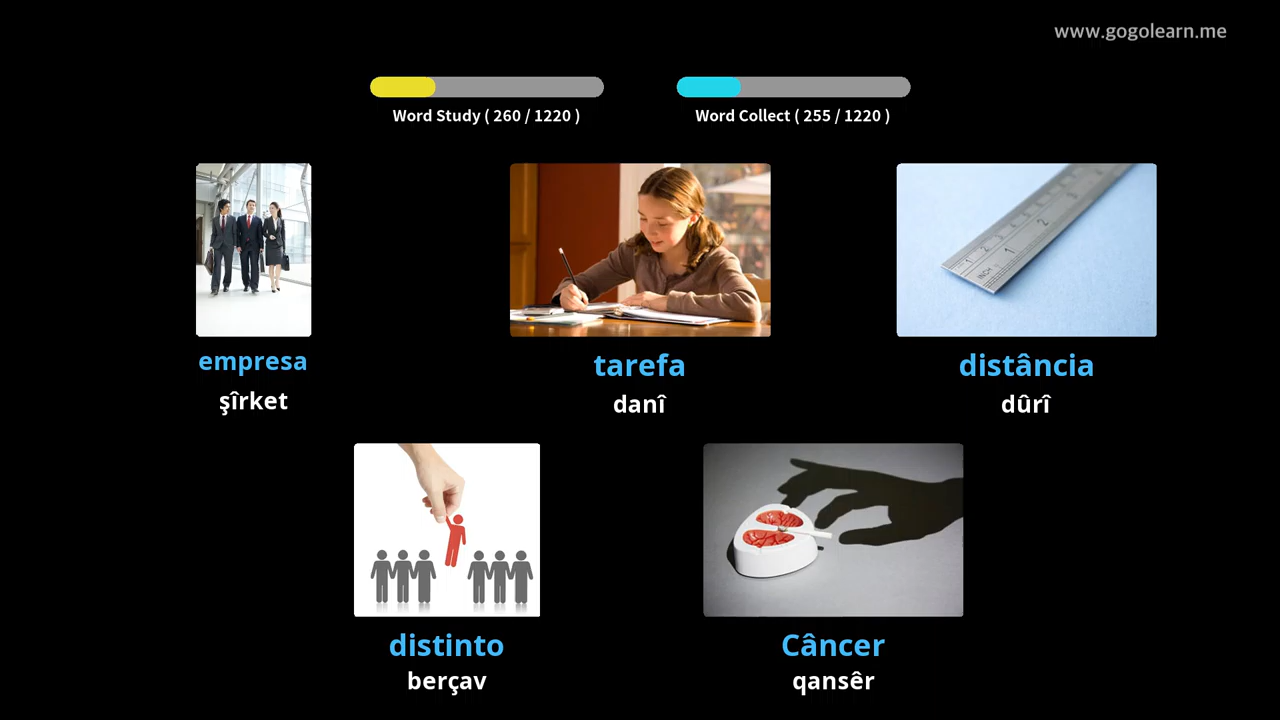 www.gogolearn.me
Word Study ( 260 / 1220 )
Word Collect ( 255 / 1220 )
empresa
şîrket
tarefa
danî
distância
dûrî
distinto
berçav
Câncer
qansêr